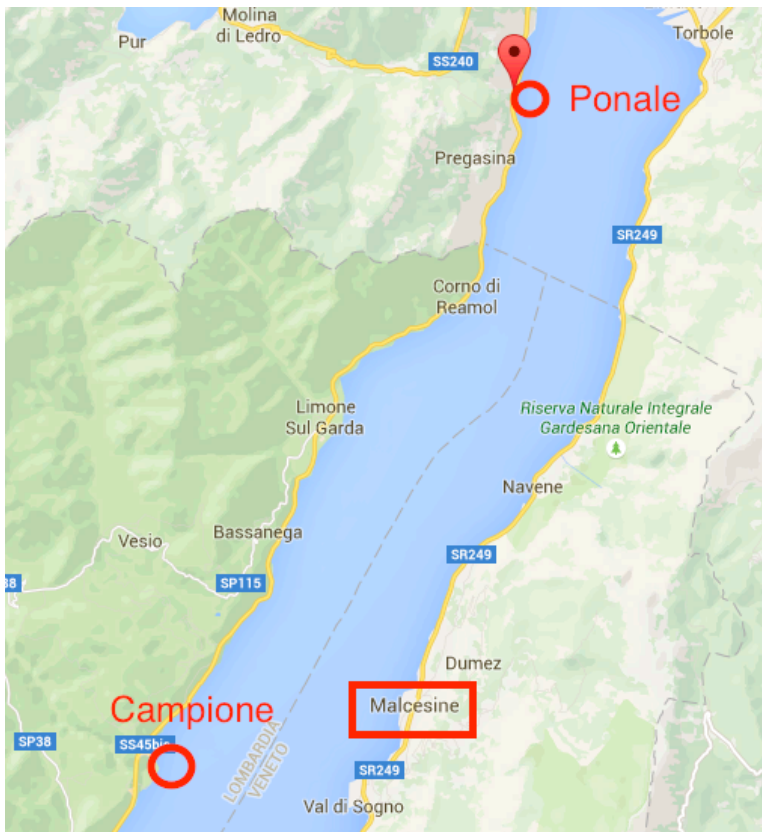 Molina
di Ledro
Pur
Torbole
SS240
Ponale
Pregasina
SR249
Corno di
Reamol
Limone
Sul Garda
Riserva Naturale Integrale
Gardesana Orientale
Navene
Bassanega
Vesio
SR249
38
SP115
Dumez
Malcesine
Campione
SP38
SS45bis
LOMBARDIA
VENETO
SR249
Val di Sogno